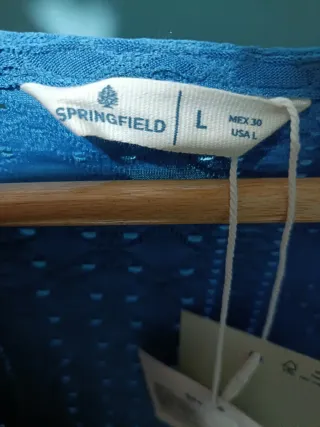 SPRINGFIELD
L
MEX 30
USA L